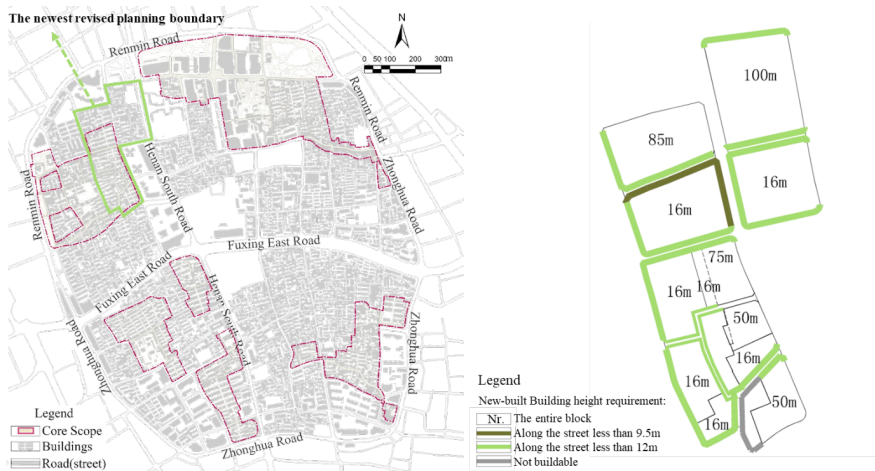 The newest revised planning boundary
N
0 50 100 200 300m
Renmin Road
Renmin Road
Zhonghua Road
Henan South Road
Renmin Road
Fuxing East Road
Fuxing East Road
Henan South Road
Zhonghua Road
Zhonghua Road
Zhonghua Road
Legend
Core Scope
Buildings
Road(street)
100m
85m
16m
16m
75m
16m
16m
50m
16m
16m
50m
16m
Legend
New-built Building height requirement:
Nr. The entire block
Along the street less than 9.5m
Along the street less than 12m
Not buildable